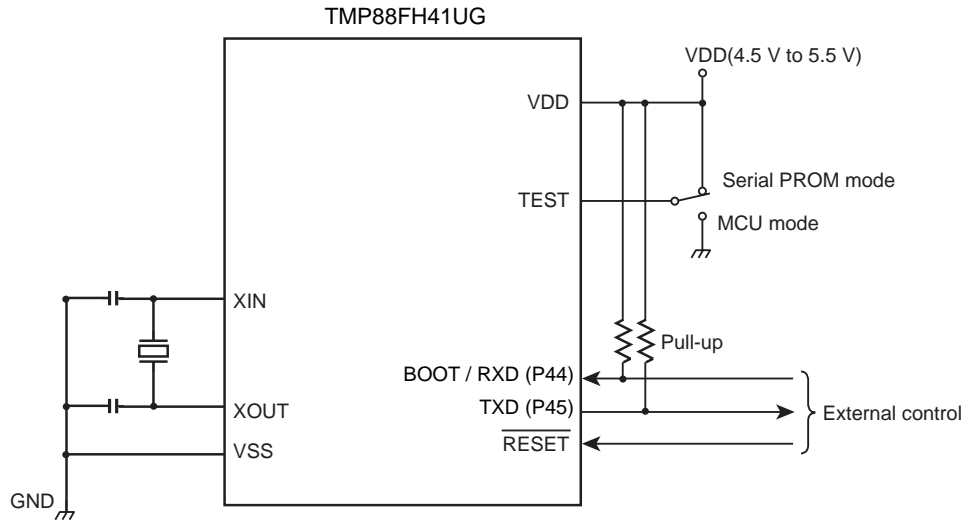 TMP88FH41UG
VDD(4.5 V to 5.5 V)
VDD
Serial PROM mode
TEST
MCU mode
XIN
Pull-up
BOOT / RXD (P44)
XOUT
TXD (P45)
External control
RESET
VSS
GND